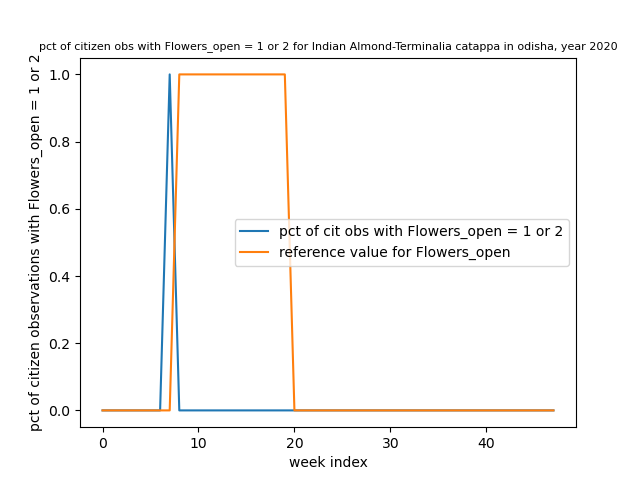 pct of citizen obs with Flowers_open = 1 or 2 for Indian Almond-Terminalia catappa in odisha, year 2020
pct of citizen observations with Flowers_open = 1 or 2
1.0
0.8
0.6
0.4
0.2
0.0
pct of cit obs with Flowers_open = 1 or 2
reference value for Flowers_open
0 10 20 30 40
week index